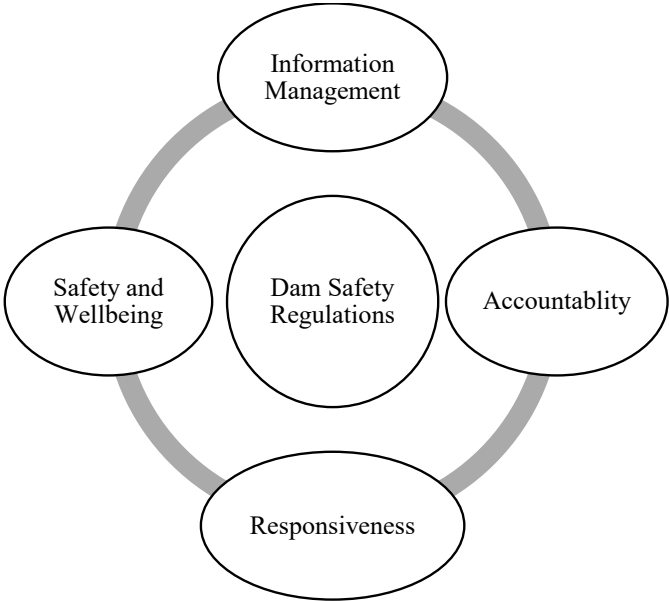 Information
Management
Safety and
Wellbeing
Dam Safety
Regulations
Accountablity
Responsiveness